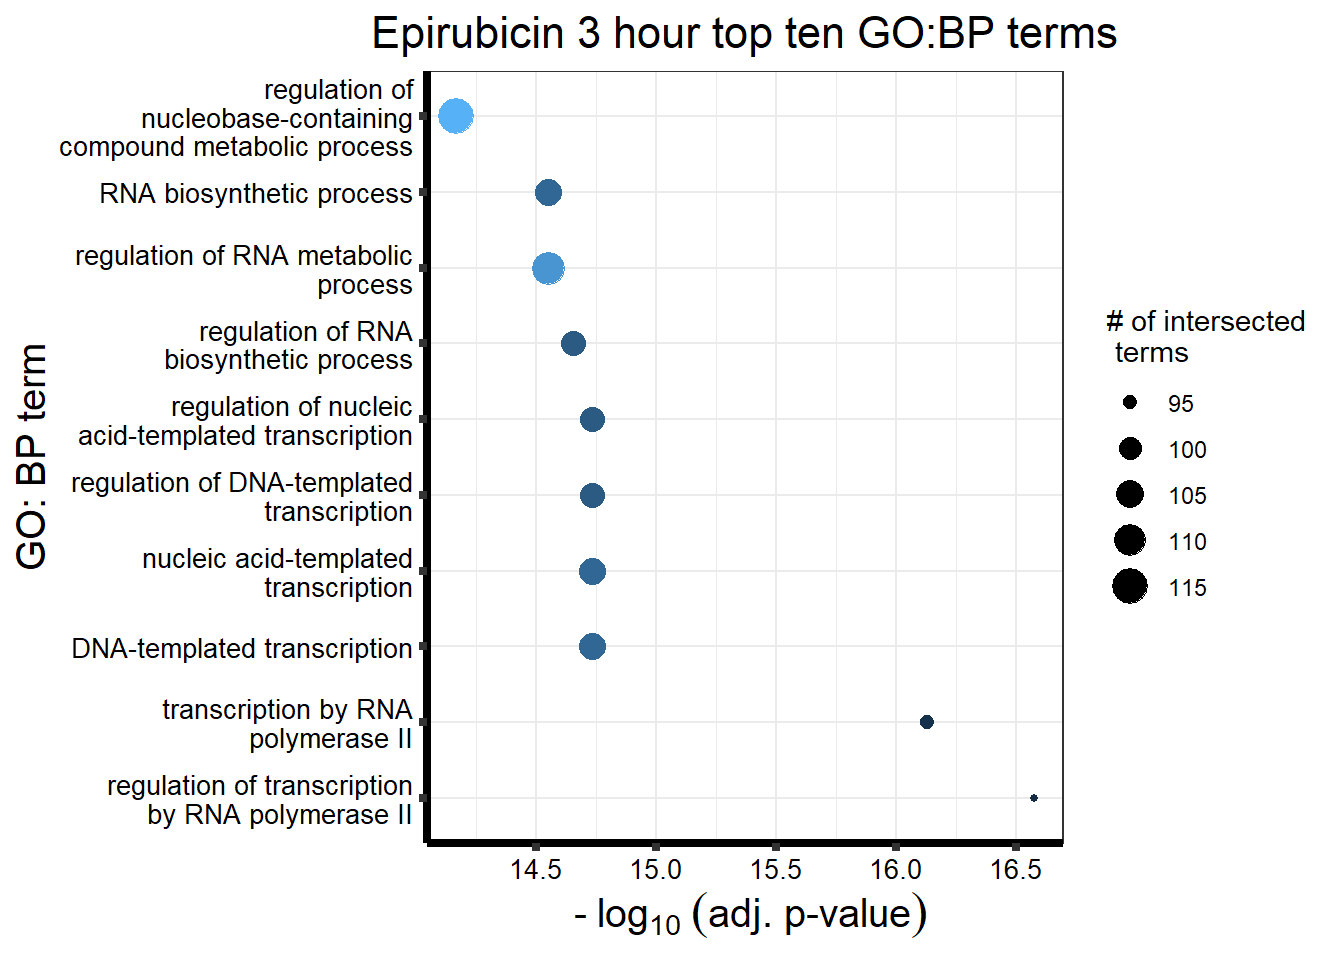 Epirubicin 3 hour top ten GO:BP terms
GO: BP term
regulation of
nucleobase-containing
compound metabolic process
RNA biosynthetic process
regulation of RNA metabolic
process
regulation of RNA
biosynthetic process
regulation of nucleic
acid-templated transcription
regulation of DNA-templated
transcription
nucleic acid-templated
transcription
DNA-templated transcription
transcription by RNA
polymerase II
regulation of transcription
by RNA polymerase II
14.5 15.0 15.5 16.0 16.5
- log10 (adj. p-value)
# of intersected
terms
95
100
105
110
115